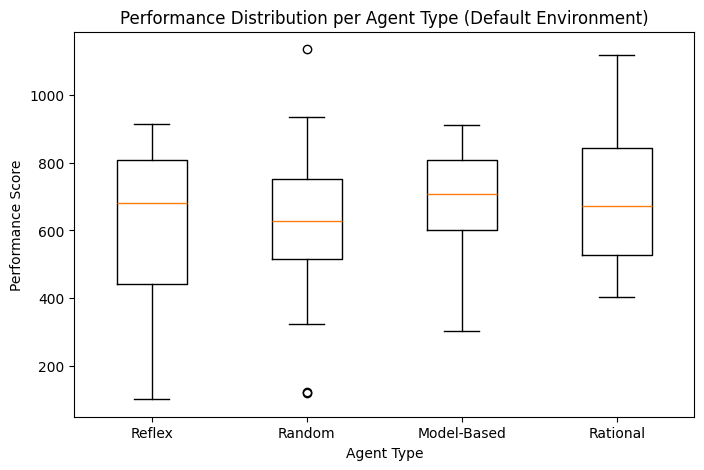 Performance Distribution per Agent Type (Default Environment)
Performance Score
1000
800
600
400
200
Reflex Random Model-Based Rational
Agent Type